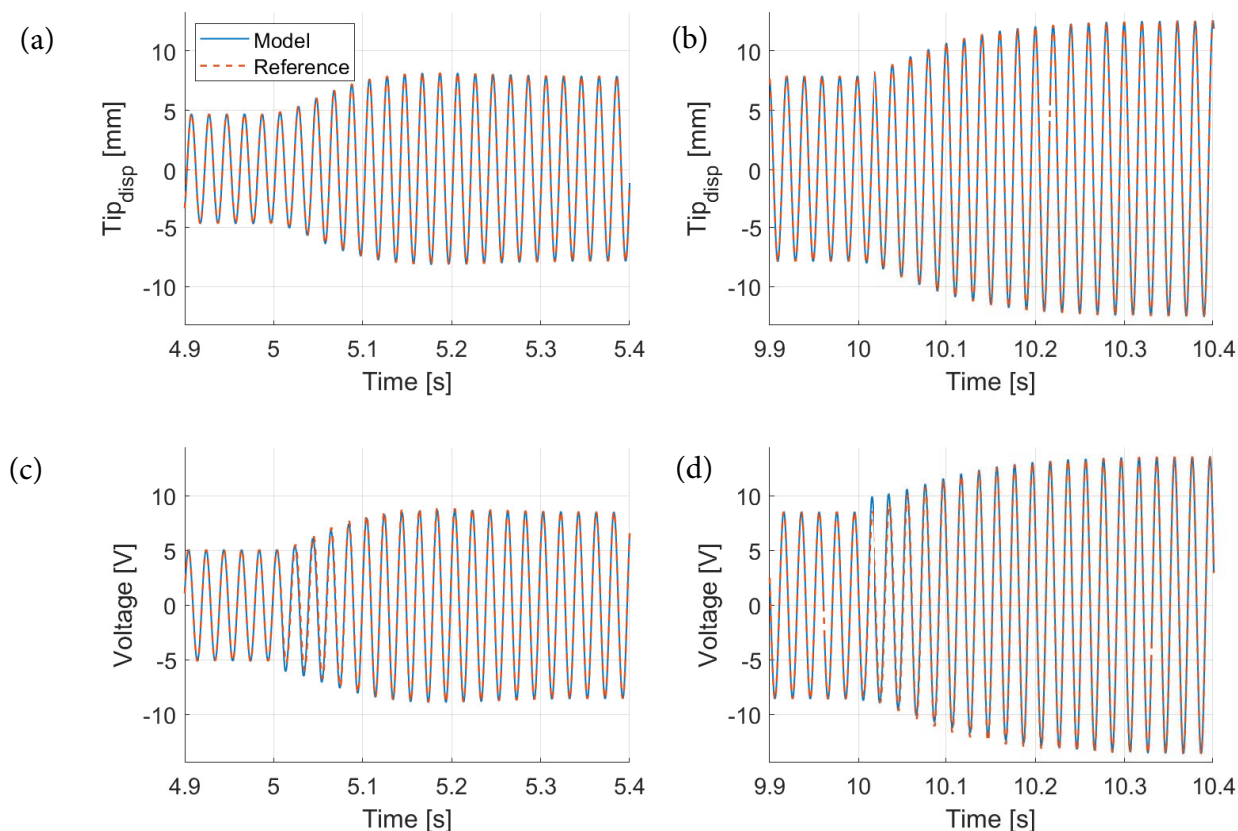 (a)
Model
Reference
10
5
0
-5
-10
Tip_disp [mm]
4.9 5 5.1 5.2 5.3 5.4
Time [s]
(b)
10
5
0
-5
-10
Tip_disp [mm]
9.9 10 10.1 10.2 10.3 10.4
Time [s]
(c)
10
5
0
-5
-10
Voltage [V]
4.9 5 5.1 5.2 5.3 5.4
Time [s]
(d)
10
5
0
-5
-10
Voltage [V]
9.9 10 10.1 10.2 10.3 10.4
Time [s]